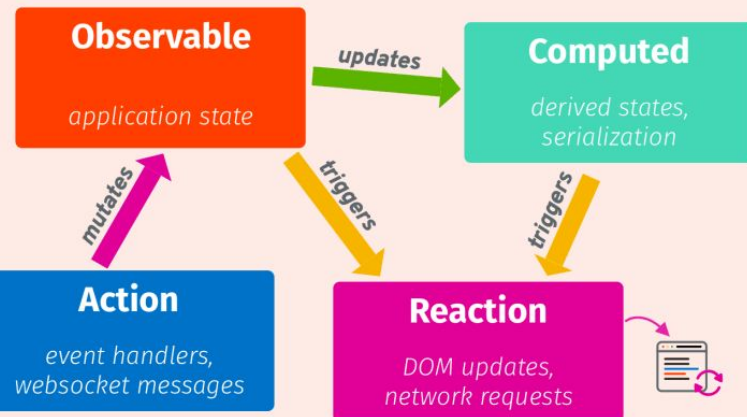 Observable
application state
updates
Computed
derived states,
serialization
mutates
triggers
triggers
Action
event handlers,
websocket messages
Reaction
DOM updates,
network requests